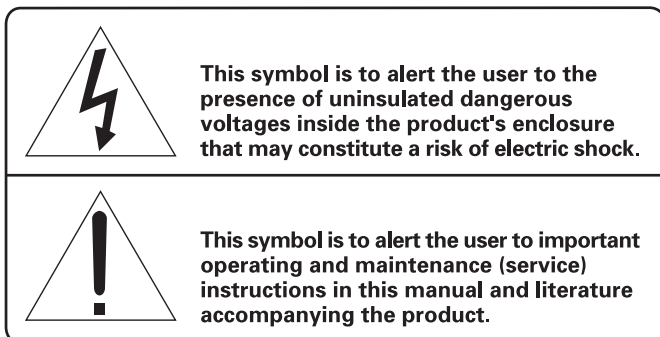 This symbol is to alert the user to the
presence of uninsulated dangerous
voltages inside the product's enclosure
that may constitute a risk of electric shock.
This symbol is to alert the user to important
operating and maintenance (service)
instructions in this manual and literature
accompanying the product.